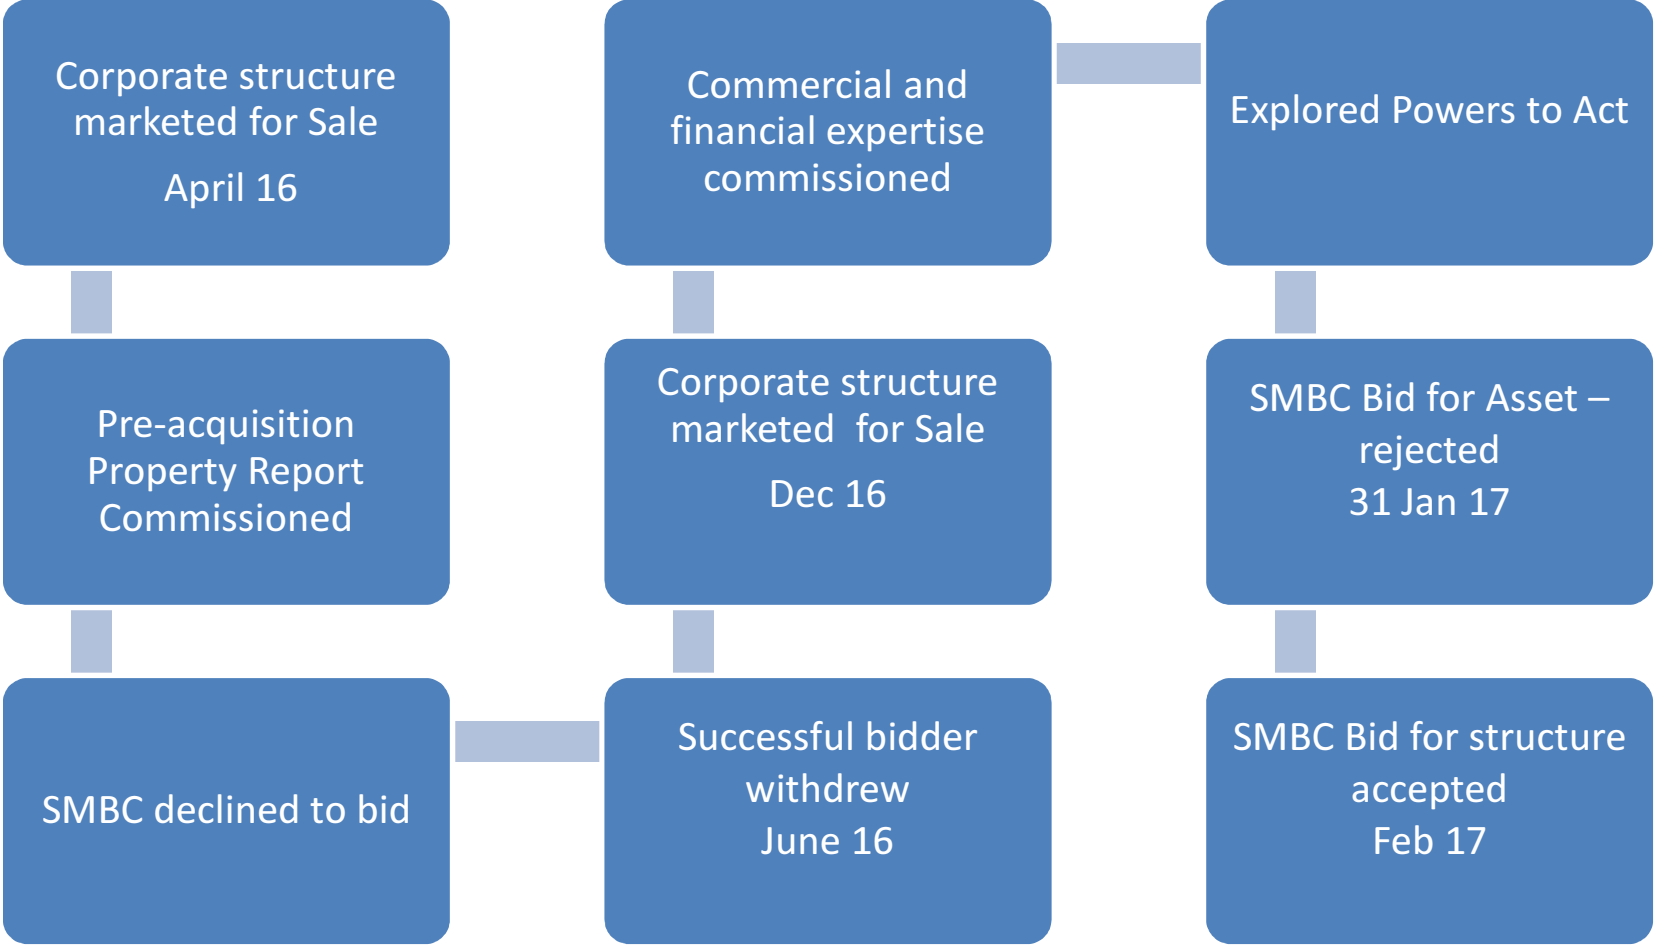 Corporate structure
marketed for Sale
April 16
Pre-acquisition
Property Report
Commissioned
SMBC declined to bid
Successful bidder
withdrew
June 16
Corporate structure
marketed  for Sale
Dec 16
Commercial and
financial expertise
commissioned
Explored Powers to Act
SMBC Bid for Asset –
rejected
31 Jan 17
SMBC Bid for structure
accepted
Feb 17